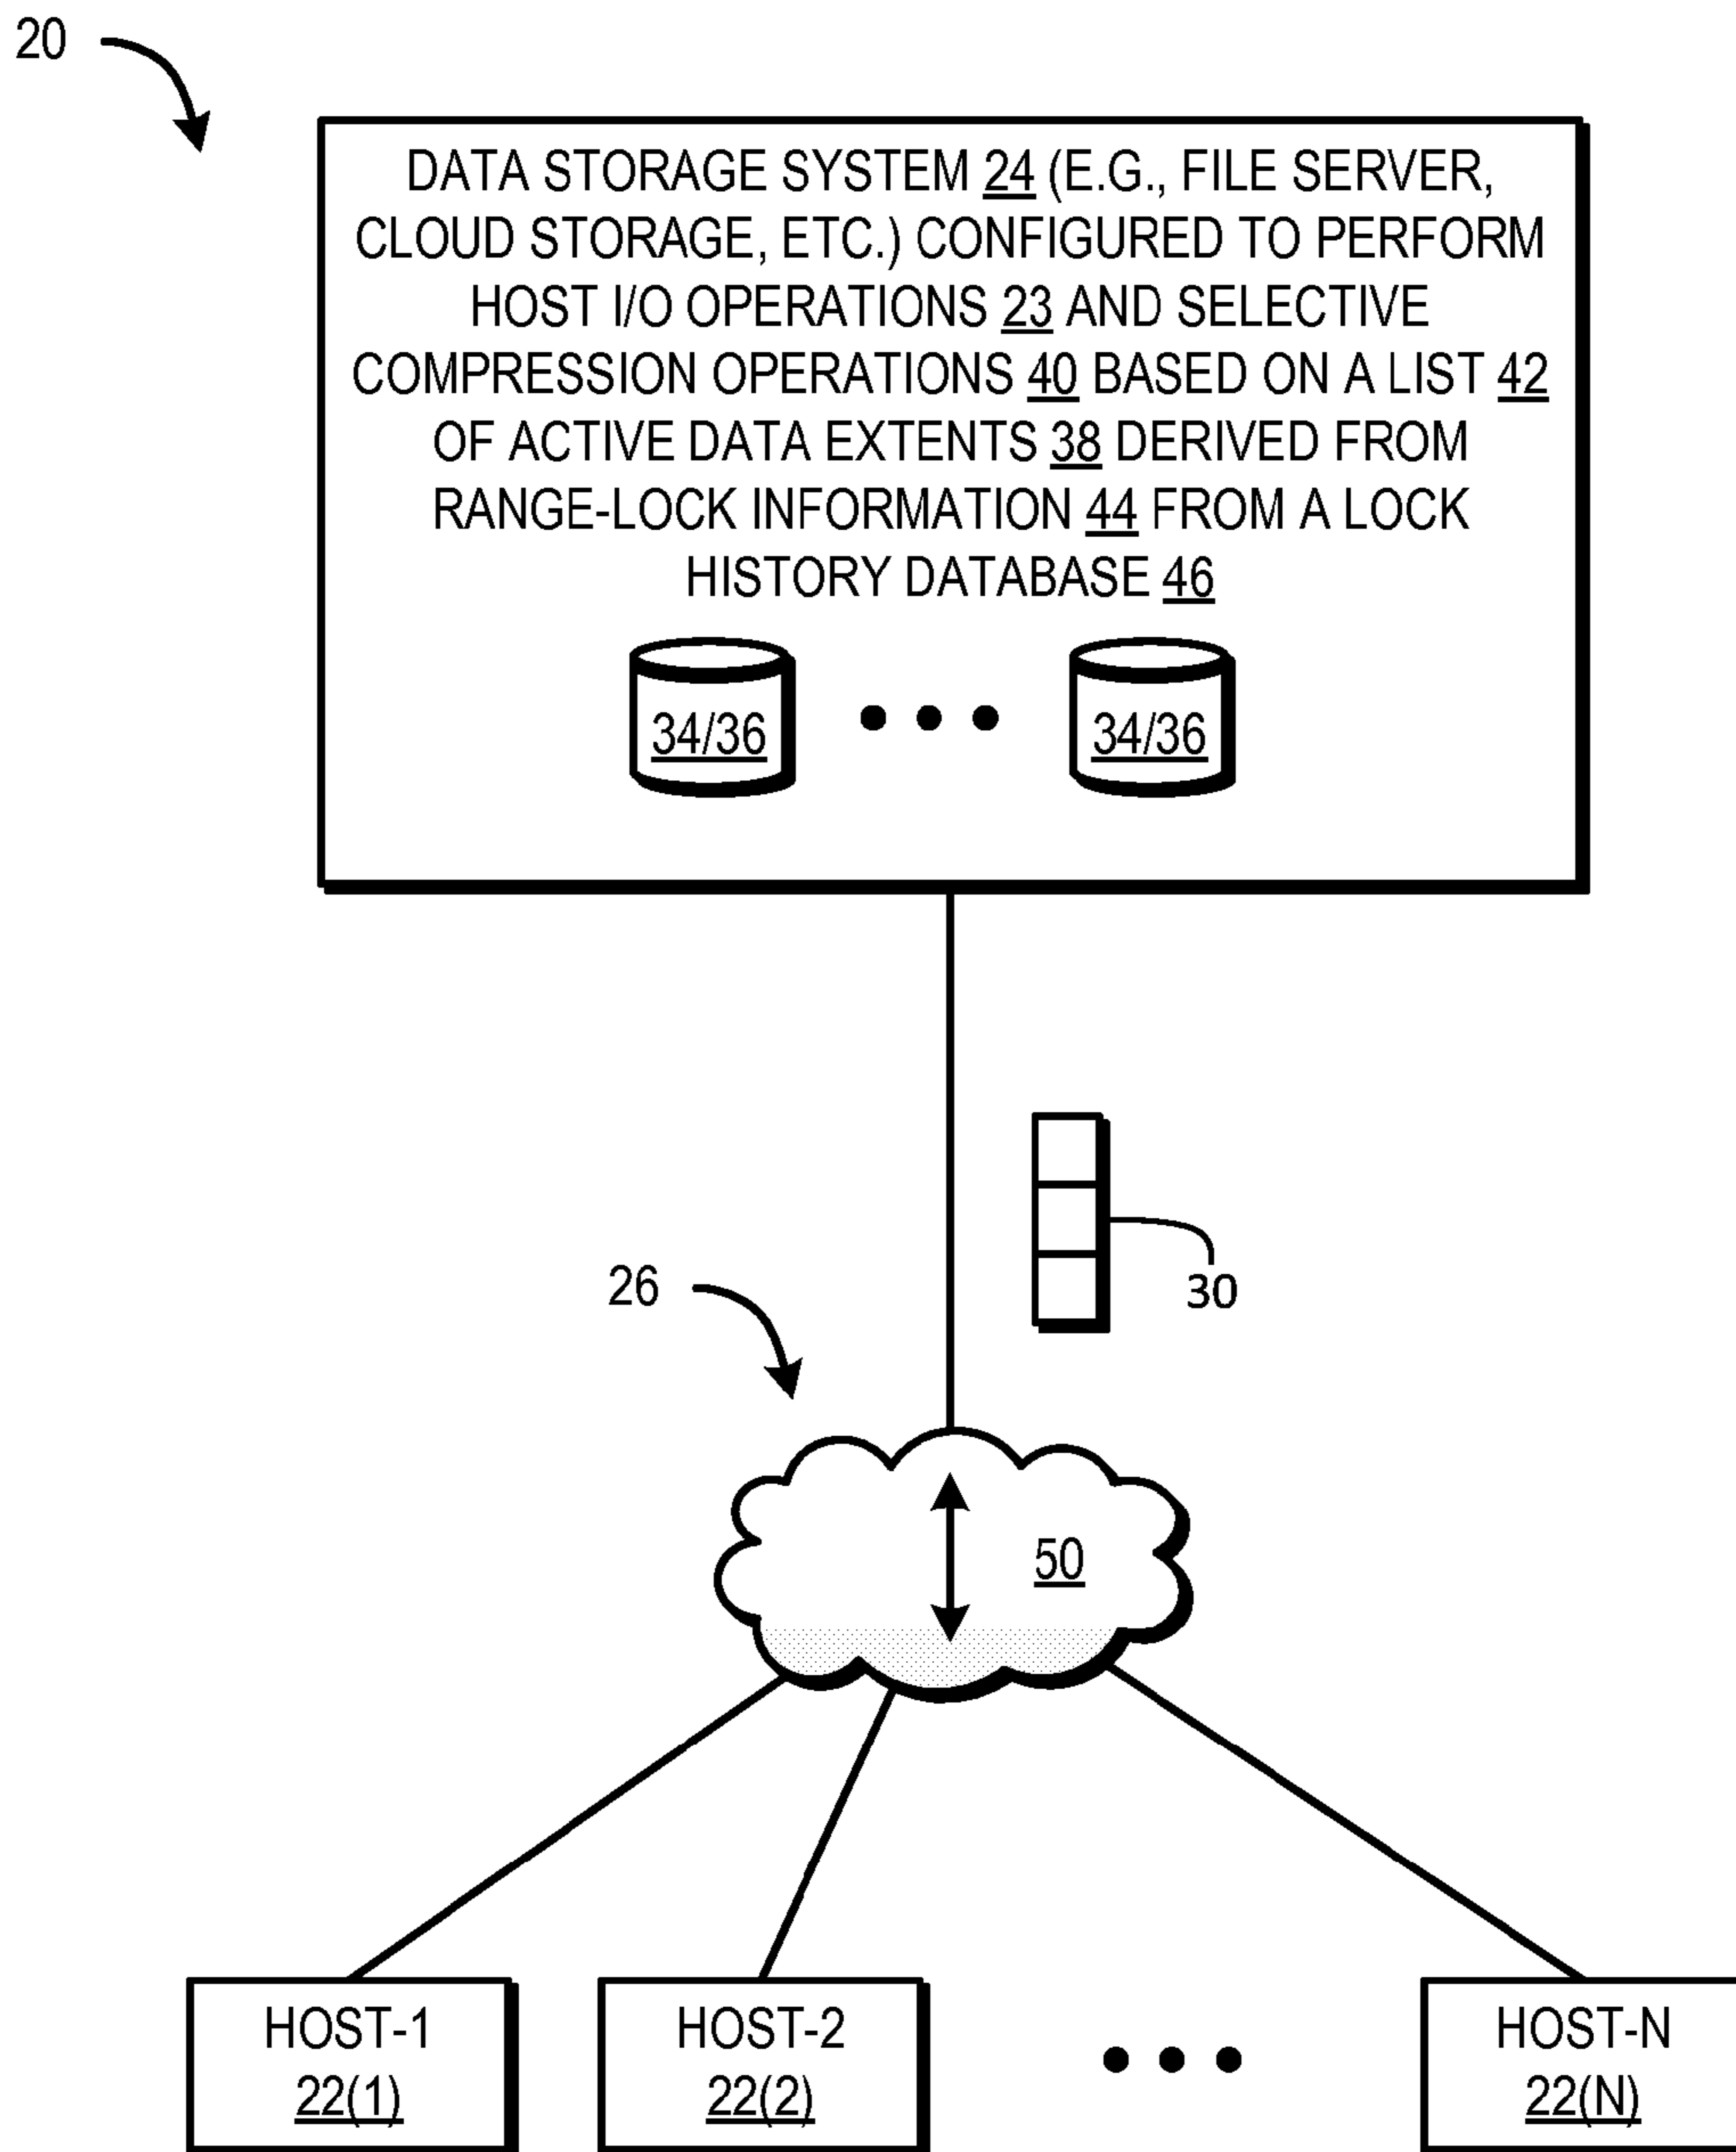 20
DATA STORAGE SYSTEM 24 (E.G., FILE SERVER,
CLOUD STORAGE, ETC.) CONFIGURED TO PERFORM
HOST I/O OPERATIONS 23 AND SELECTIVE
COMPRESSION OPERATIONS 40 BASED ON A LIST 42
OF ACTIVE DATA EXTENTS 38 DERIVED FROM
RANGE-LOCK INFORMATION 44 FROM A LOCK
HISTORY DATABASE 46
34/36
34/36
30
26
50
HOST-1
22(1)
HOST-2
22(2)
HOST-N
22(N)